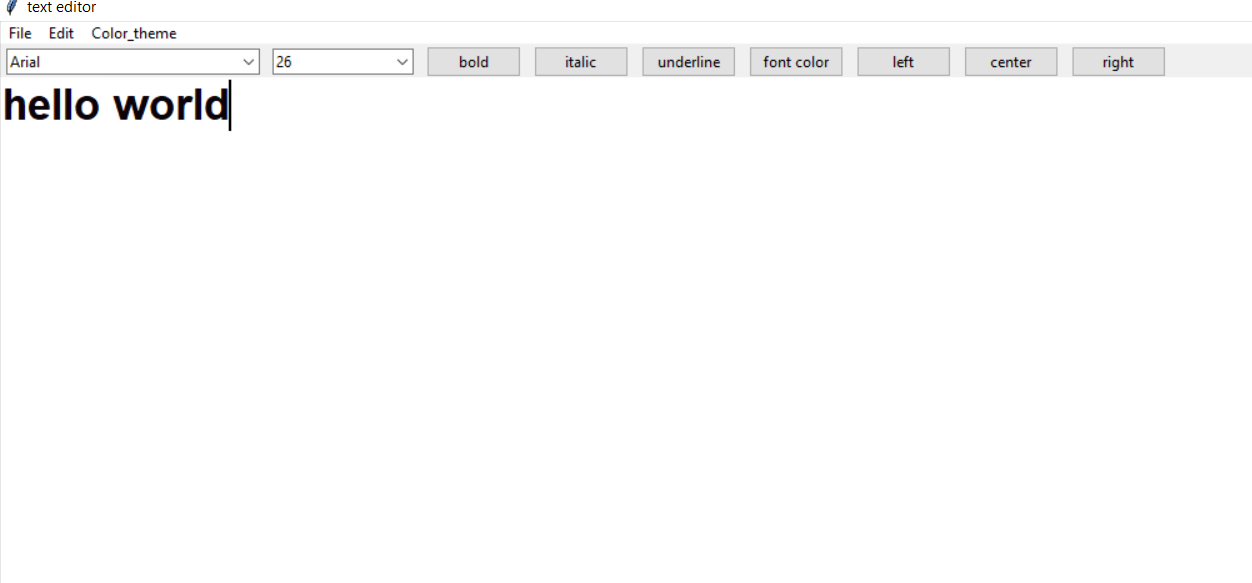 text editor
File Edit Color_theme
Arial 26 bold italic underline font color left center right
hello world